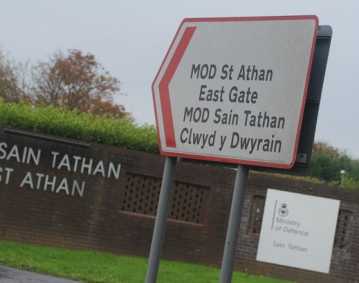 MOD St Athan
East Gate
MOD Sain Tathan
Clwyd y Dwyrain
SAIN TATHAN
ST ATHAN
Ministry
of Defence
Sain Tathan